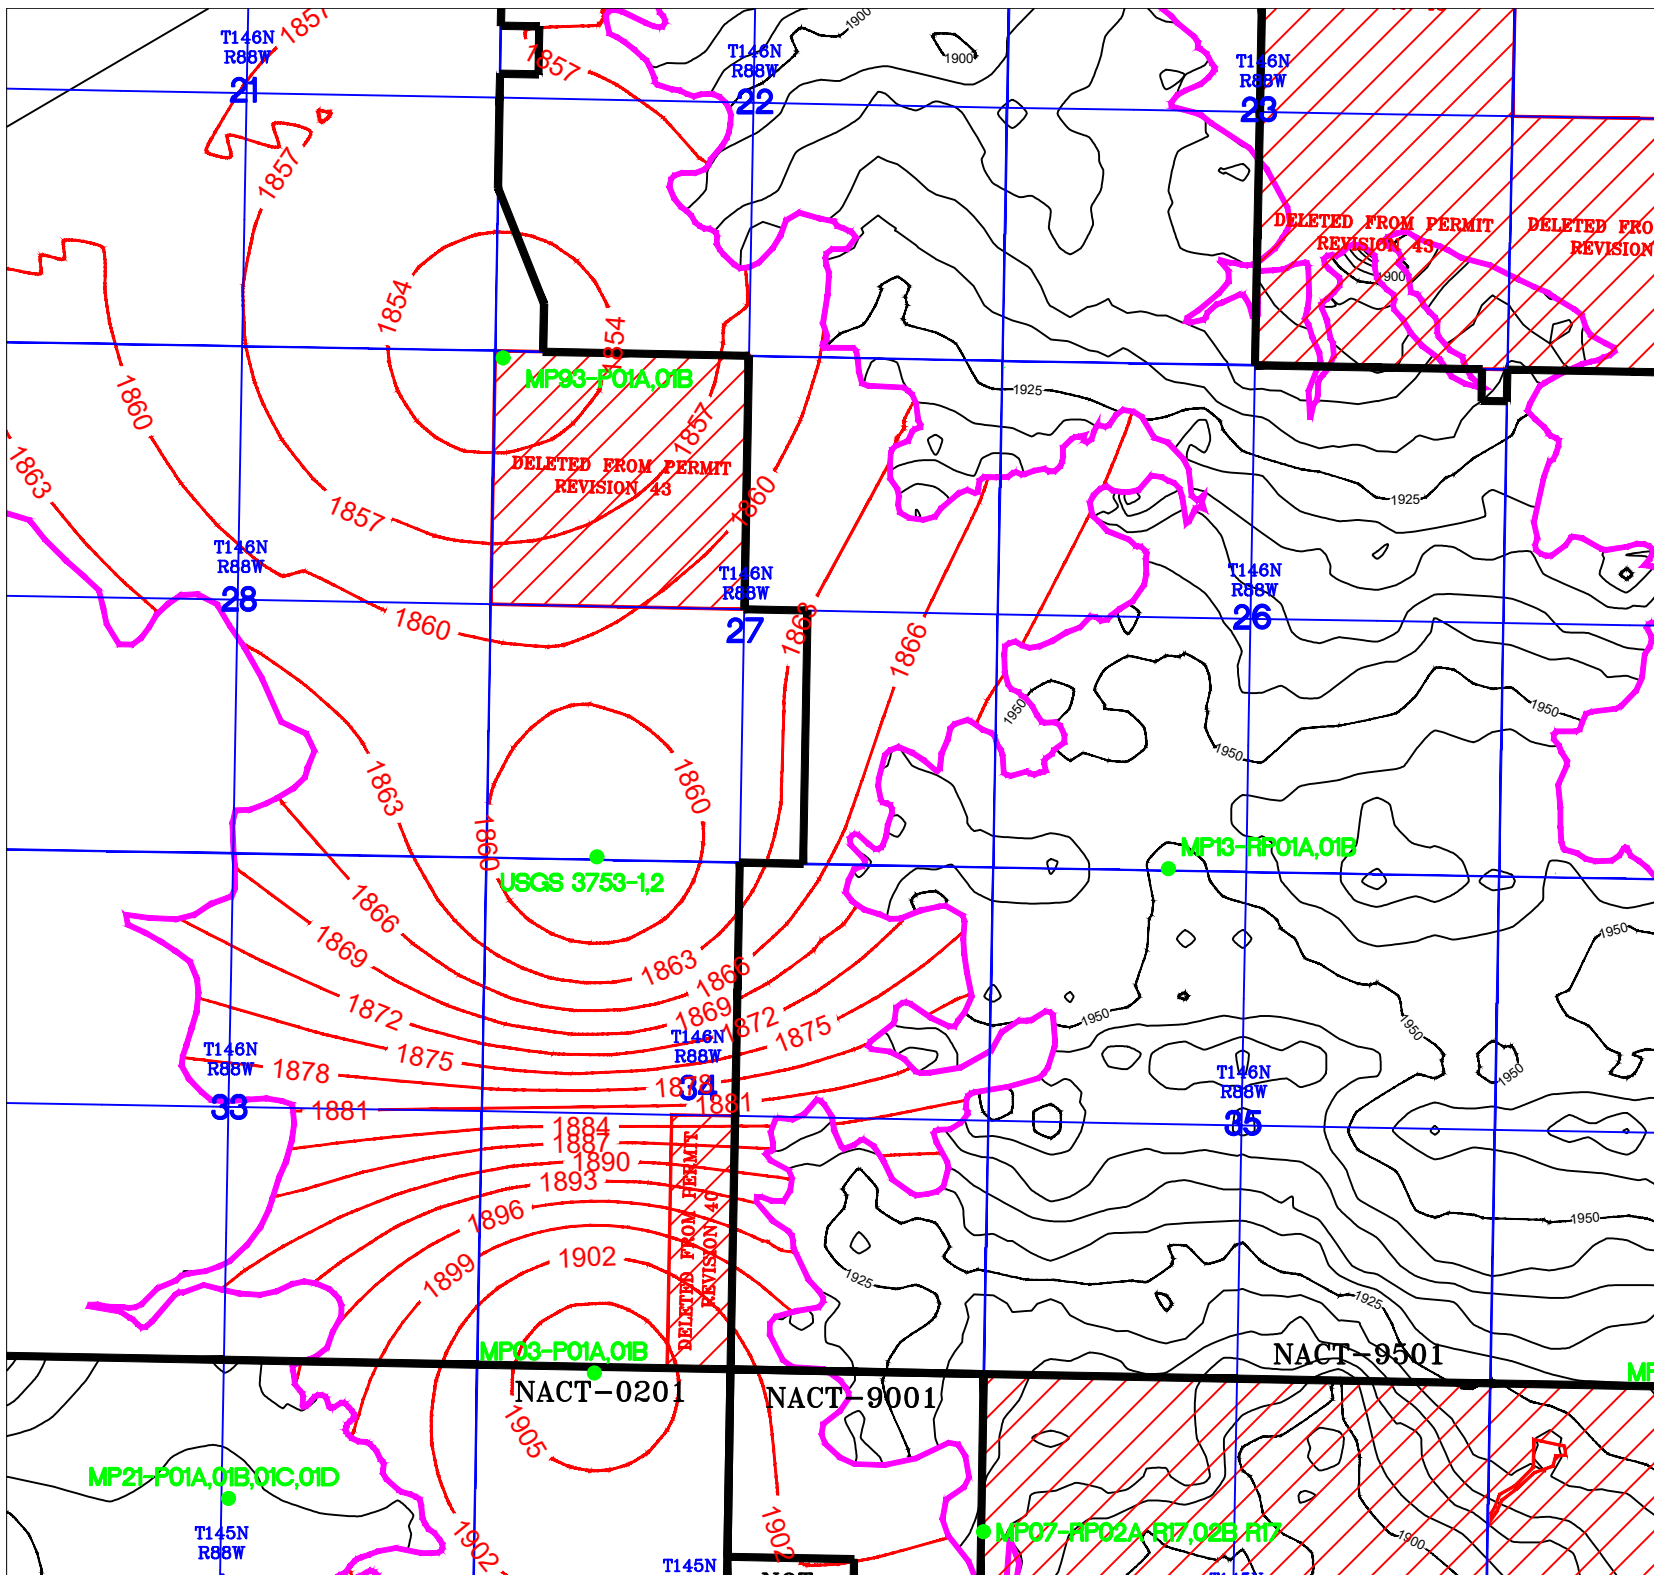 1857
T146N
R88W
21
1857
T146N
R88W
22
1900
1900
T146N
R88W
23
1857
DELETED FROM PERMIT
REVISION 43
DELETED FRO
REVISION
1900
1854
1854
MP93-P01A,01B
1860
1857
1925
1863
DELETED FROM PERMIT
REVISION 43
1857
1860
1925
T146N
R88W
28
T146N
R88W
27
T146N
R88W
26
1860
1863
1866
1950
1950
1950
1863
1860
1860
USGS 3753-1,2
MP13-RP01A,01B
1866
1869
1863
1866
1869
1872
1875
1950
1950
1950
1950
1872
1875
1878
1881
T146N
R88W
33
T146N
R88W
34
1878
1881
T146N
R88W
35
1884
1887
1890
1893
1896
1899
1902
DELETED FROM PERMIT
REVISION 40
1950
1925
1925
MP03-P01A,01B
NACT-0201
NACT-9001
NACT-9501
MP
1905
MP21-P01A,01B,01C,01D
T145N
R88W
1902
1902
T145N
MP07-RP02A R17,02B R17
1900